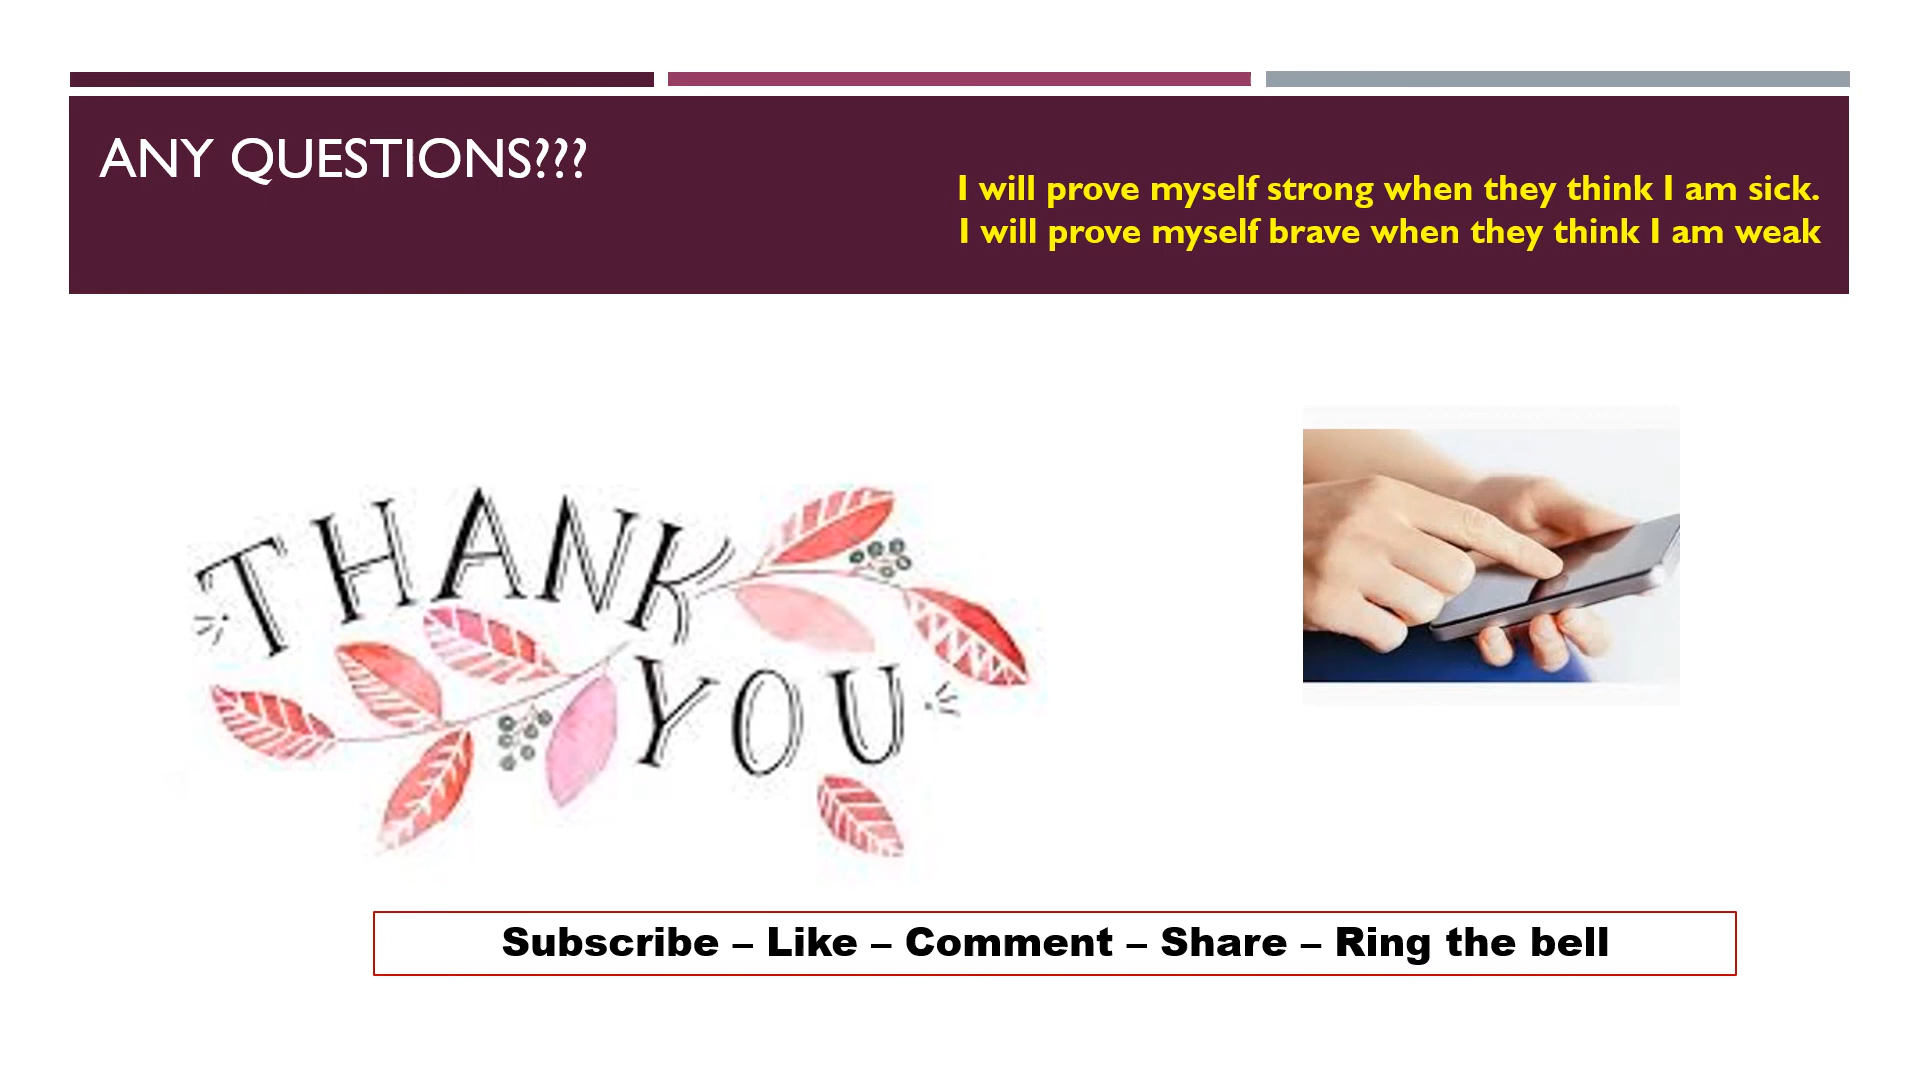 ANY QUESTIONS???
I will prove myself strong when they think I am sick.
I will prove myself brave when they think I am weak
THANK
YOU
Subscribe – Like – Comment – Share – Ring the bell